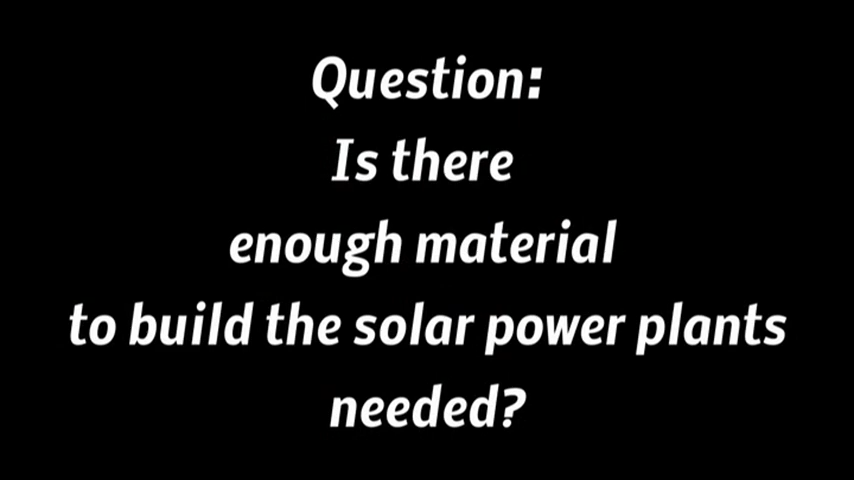 Question:
Is there
enough material
to build the solar power plants
needed?